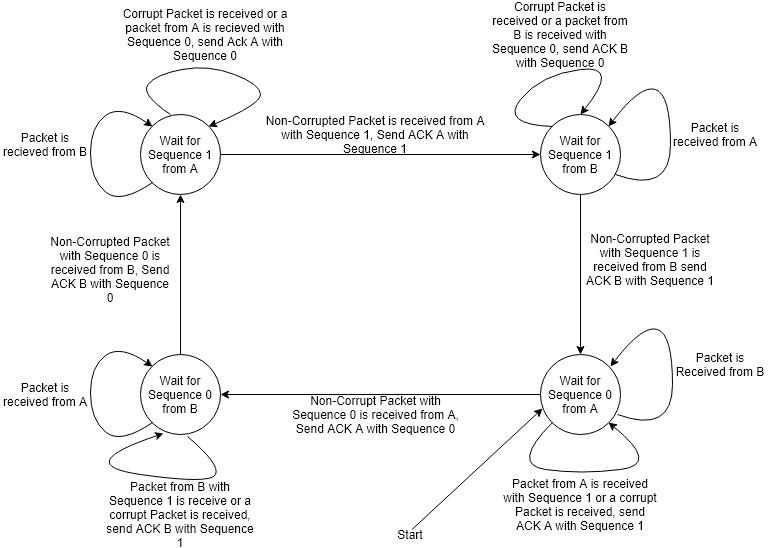 Corrupt Packet is received or a
packet from A is recieved with
Sequence 0, send Ack A with
Sequence 0
Corrupt Packet is
received or a packet from
B is received with
Sequence 0, send ACK B
with Sequence 0
Packet is
recieved from B
Wait for
Sequence 1
from A
Non-Corrupted Packet is received from A
with Sequence 1, Send ACK A with
Sequence 1
Wait for
Sequence 1
from B
Packet is
received from A
Non-Corrupted Packet
with Sequence 0 is
received from B, Send
ACK B with Sequence
0
Non-Corrupted Packet
with Sequence 1 is
received from B send
ACK B with Sequence 1
Packet is
received from A
Wait for
Sequence 0
from B
Non-Corrupt Packet with
Sequence 0 is received from A,
Send ACK A with Sequence 0
Wait for
Sequence 0
from A
Packet is
Received from B
Packet from B with
Sequence 1 is receive or a
corrupt Packet is received,
send ACK B with Sequence
1
Start
Packet from A is received
with Sequence 1 or a corrupt
Packet is received, send
ACK A with Sequence 1